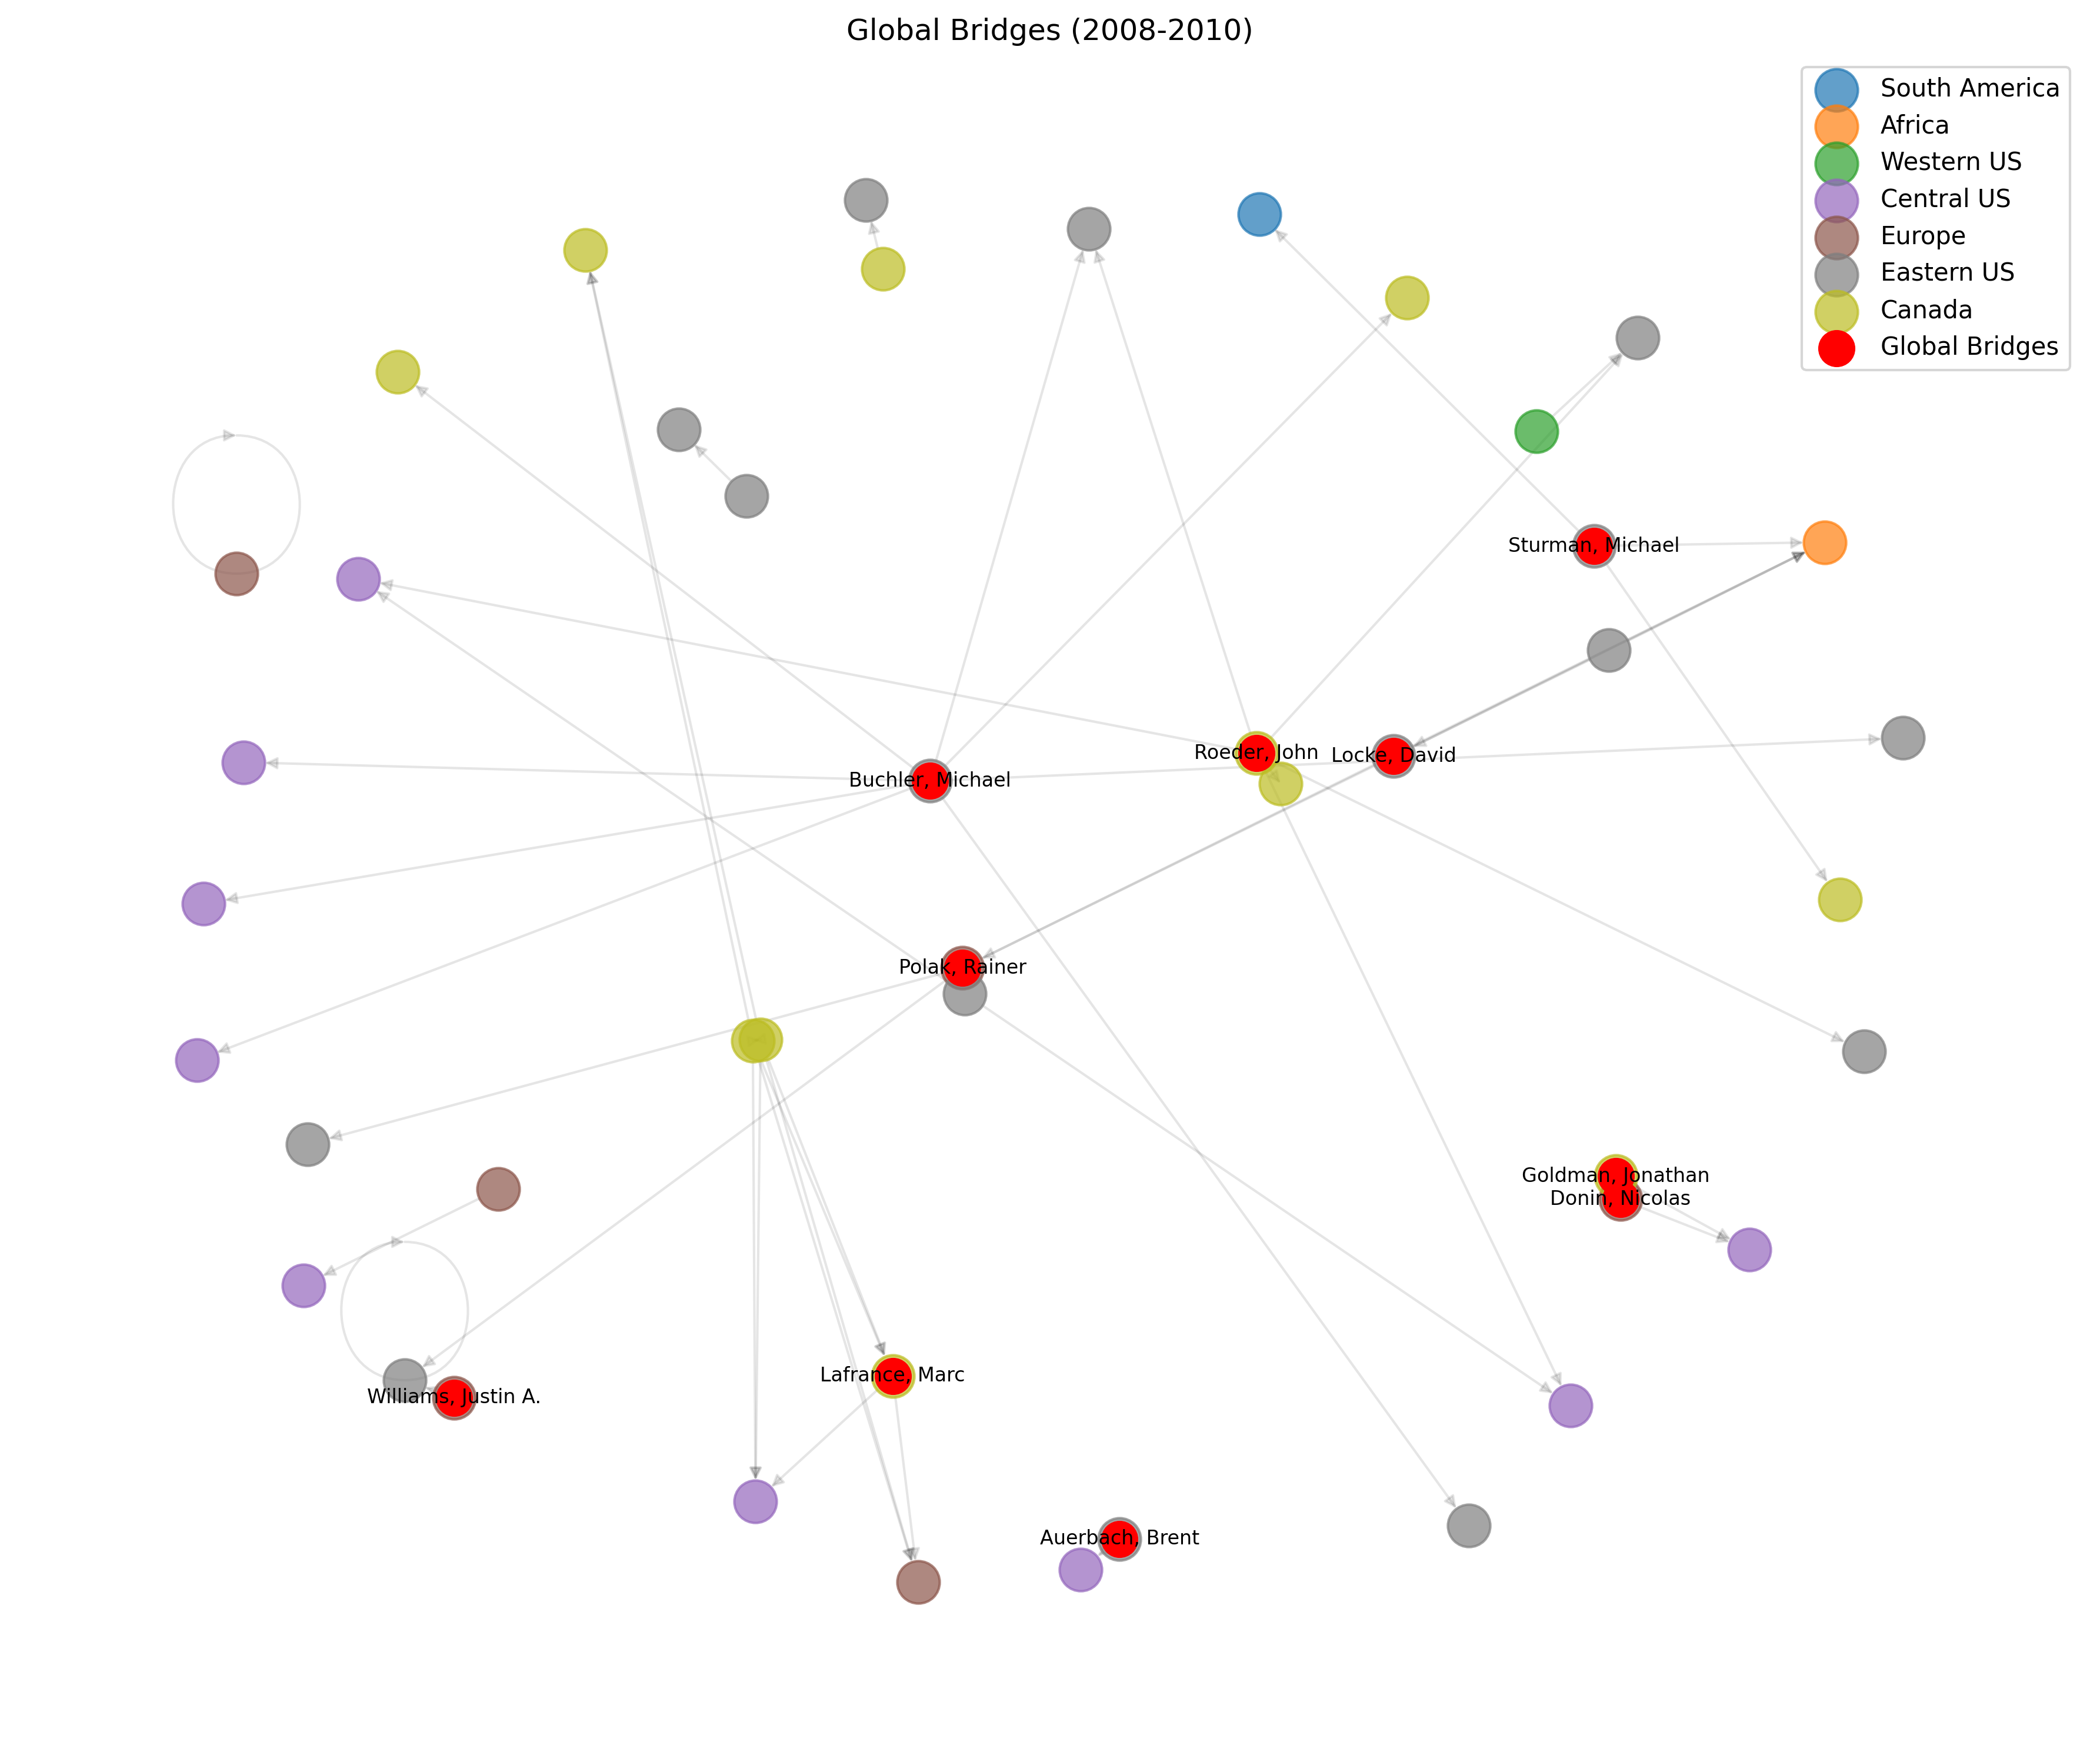 Global Bridges (2008-2010)
South America
Africa
Western US
Central US
Europe
Eastern US
Canada
Global Bridges
Sturman, Michael
Roeder, John
Locke, David
Buchler, Michael
Polak, Rainer
Goldman, Jonathan
Donin, Nicolas
Lafrance, Marc
Williams, Justin A.
Auerbach, Brent